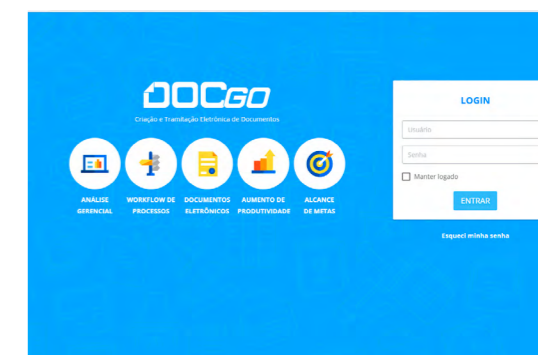 DOCGO
Criação e Tramitação Eletrônica de Documentos
ANÁLISE
GERENCIAL
WORKFLOW DE
PROCESSOS
DOCUMENTOS
ELETRÔNICOS
AUMENTO DE
PRODUTIVIDADE
ALCANCE
DE METAS
LOGIN
Usuário
Senha
Manter logado
ENTRAR
Esqueci minha senha